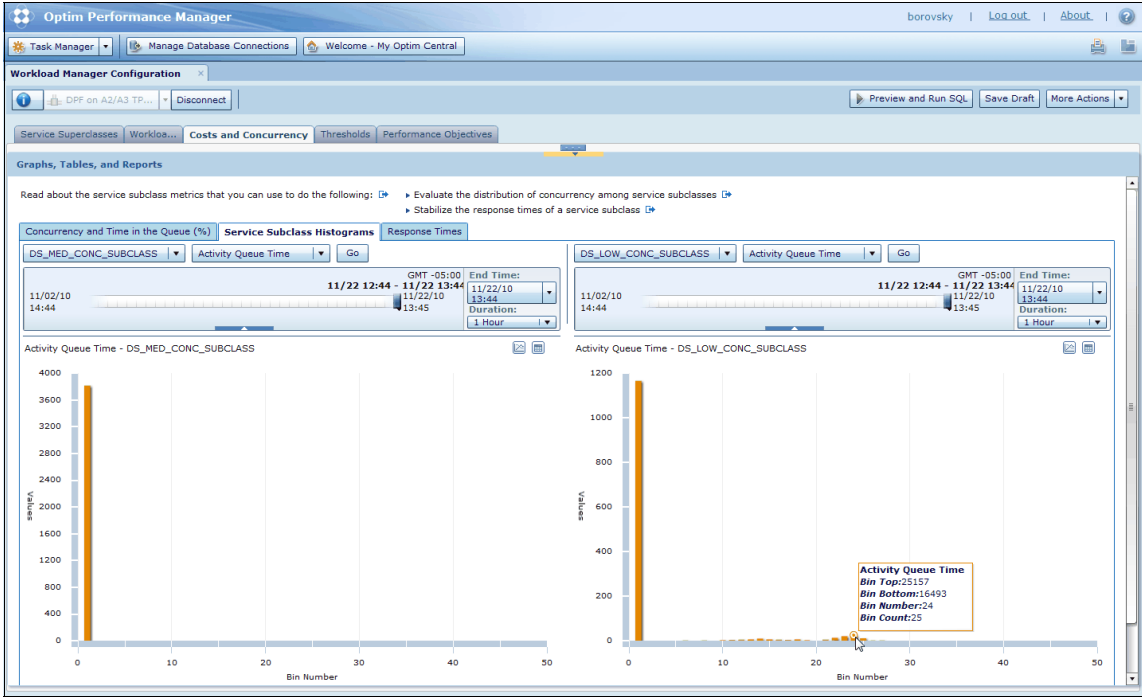 Optim Performance Manager
borovsky | Log out | About | ?
Task Manager
Manage Database Connections
Welcome - My Optim Central
Workload Manager Configuration ×
DPF on A2/A3 TP...
Disconnect
Preview and Run SQL
Save Draft
More Actions
Service Superclasses
Workloa...
Costs and Concurrency
Thresholds
Performance Objectives
Graphs, Tables, and Reports
Read about the service subclass metrics that you can use to do the following:
Evaluate the distribution of concurrency among service subclasses
Stabilize the response times of a service subclass
Concurrency and Time in the Queue (%)
Service Subclass Histograms
Response Times
DS_MED_CONC_SUBCLASS
Activity Queue Time
Go
GMT -05:00
11/22 12:44 - 11/22 13:44
11/02/10
14:44
11/22/10
13:45
End Time:
11/22/10
13:44
Duration:
1 Hour
Activity Queue Time - DS_MED_CONC_SUBCLASS
4000
3600
3200
2800
2400
2000
1600
1200
800
400
0
Values
0 10 20 30 40 50
Bin Number
DS_LOW_CONC_SUBCLASS
Activity Queue Time
Go
GMT -05:00
11/22 12:44 - 11/22 13:44
11/02/10
14:44
11/22/10
13:45
End Time:
11/22/10
13:44
Duration:
1 Hour
Activity Queue Time - DS_LOW_CONC_SUBCLASS
1200
1000
800
600
400
200
0
Values
Activity Queue Time
Bin Top:25157
Bin Bottom:16493
Bin Number:24
Bin Count:25
0 10 20 30 40 50
Bin Number